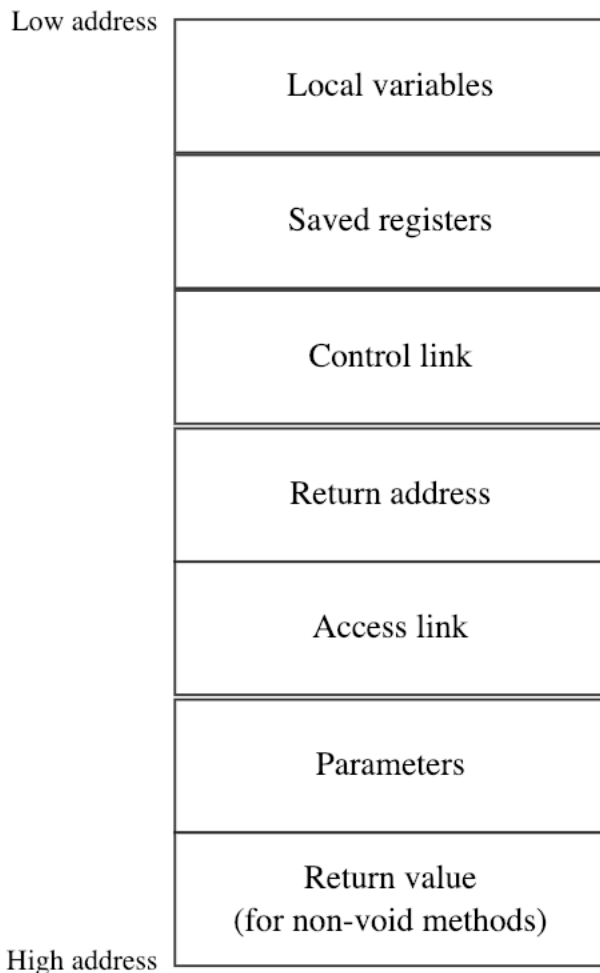 Low address
Local variables
Saved registers
Control link
Return address
Access link
Parameters
Return value
(for non-void methods)
High address